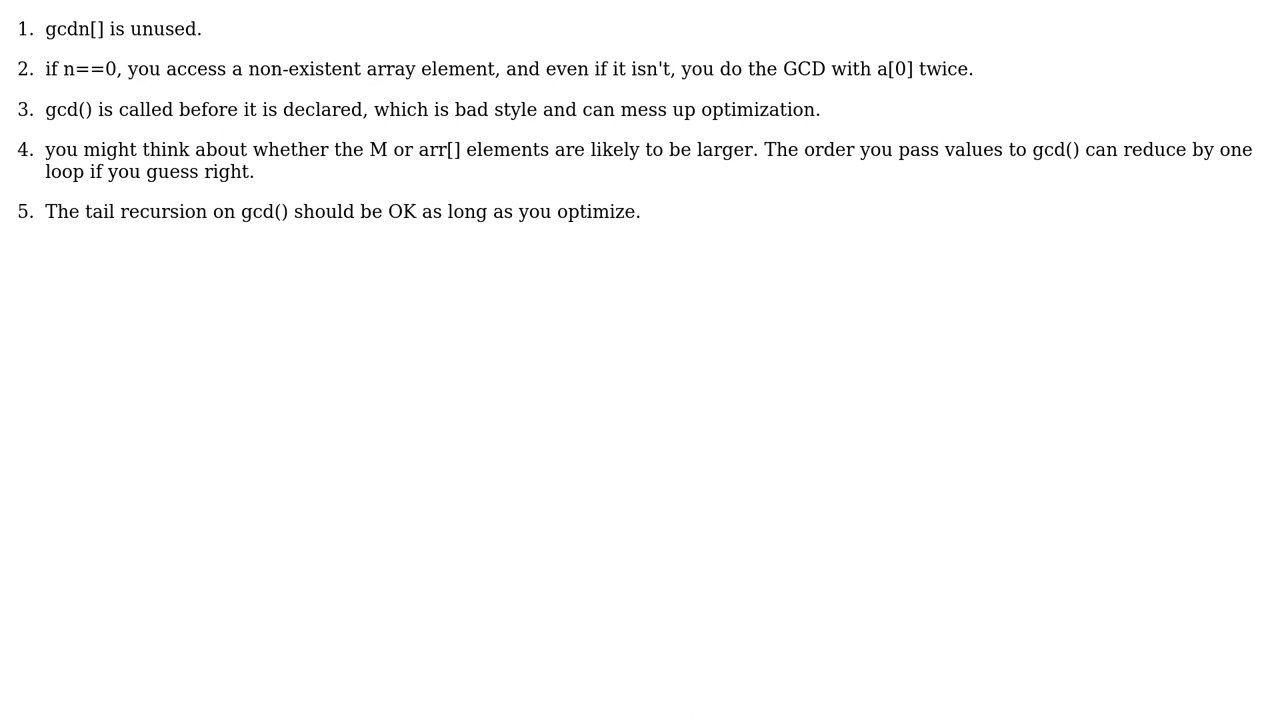 1. gcdn[] is unused.
2. if n==0, you access a non-existent array element, and even if it isn't, you do the GCD with a[0] twice.
3. gcd() is called before it is declared, which is bad style and can mess up optimization.
4. you might think about whether the M or arr[] elements are likely to be larger. The order you pass values to gcd() can reduce by one
loop if you guess right.
5. The tail recursion on gcd() should be OK as long as you optimize.